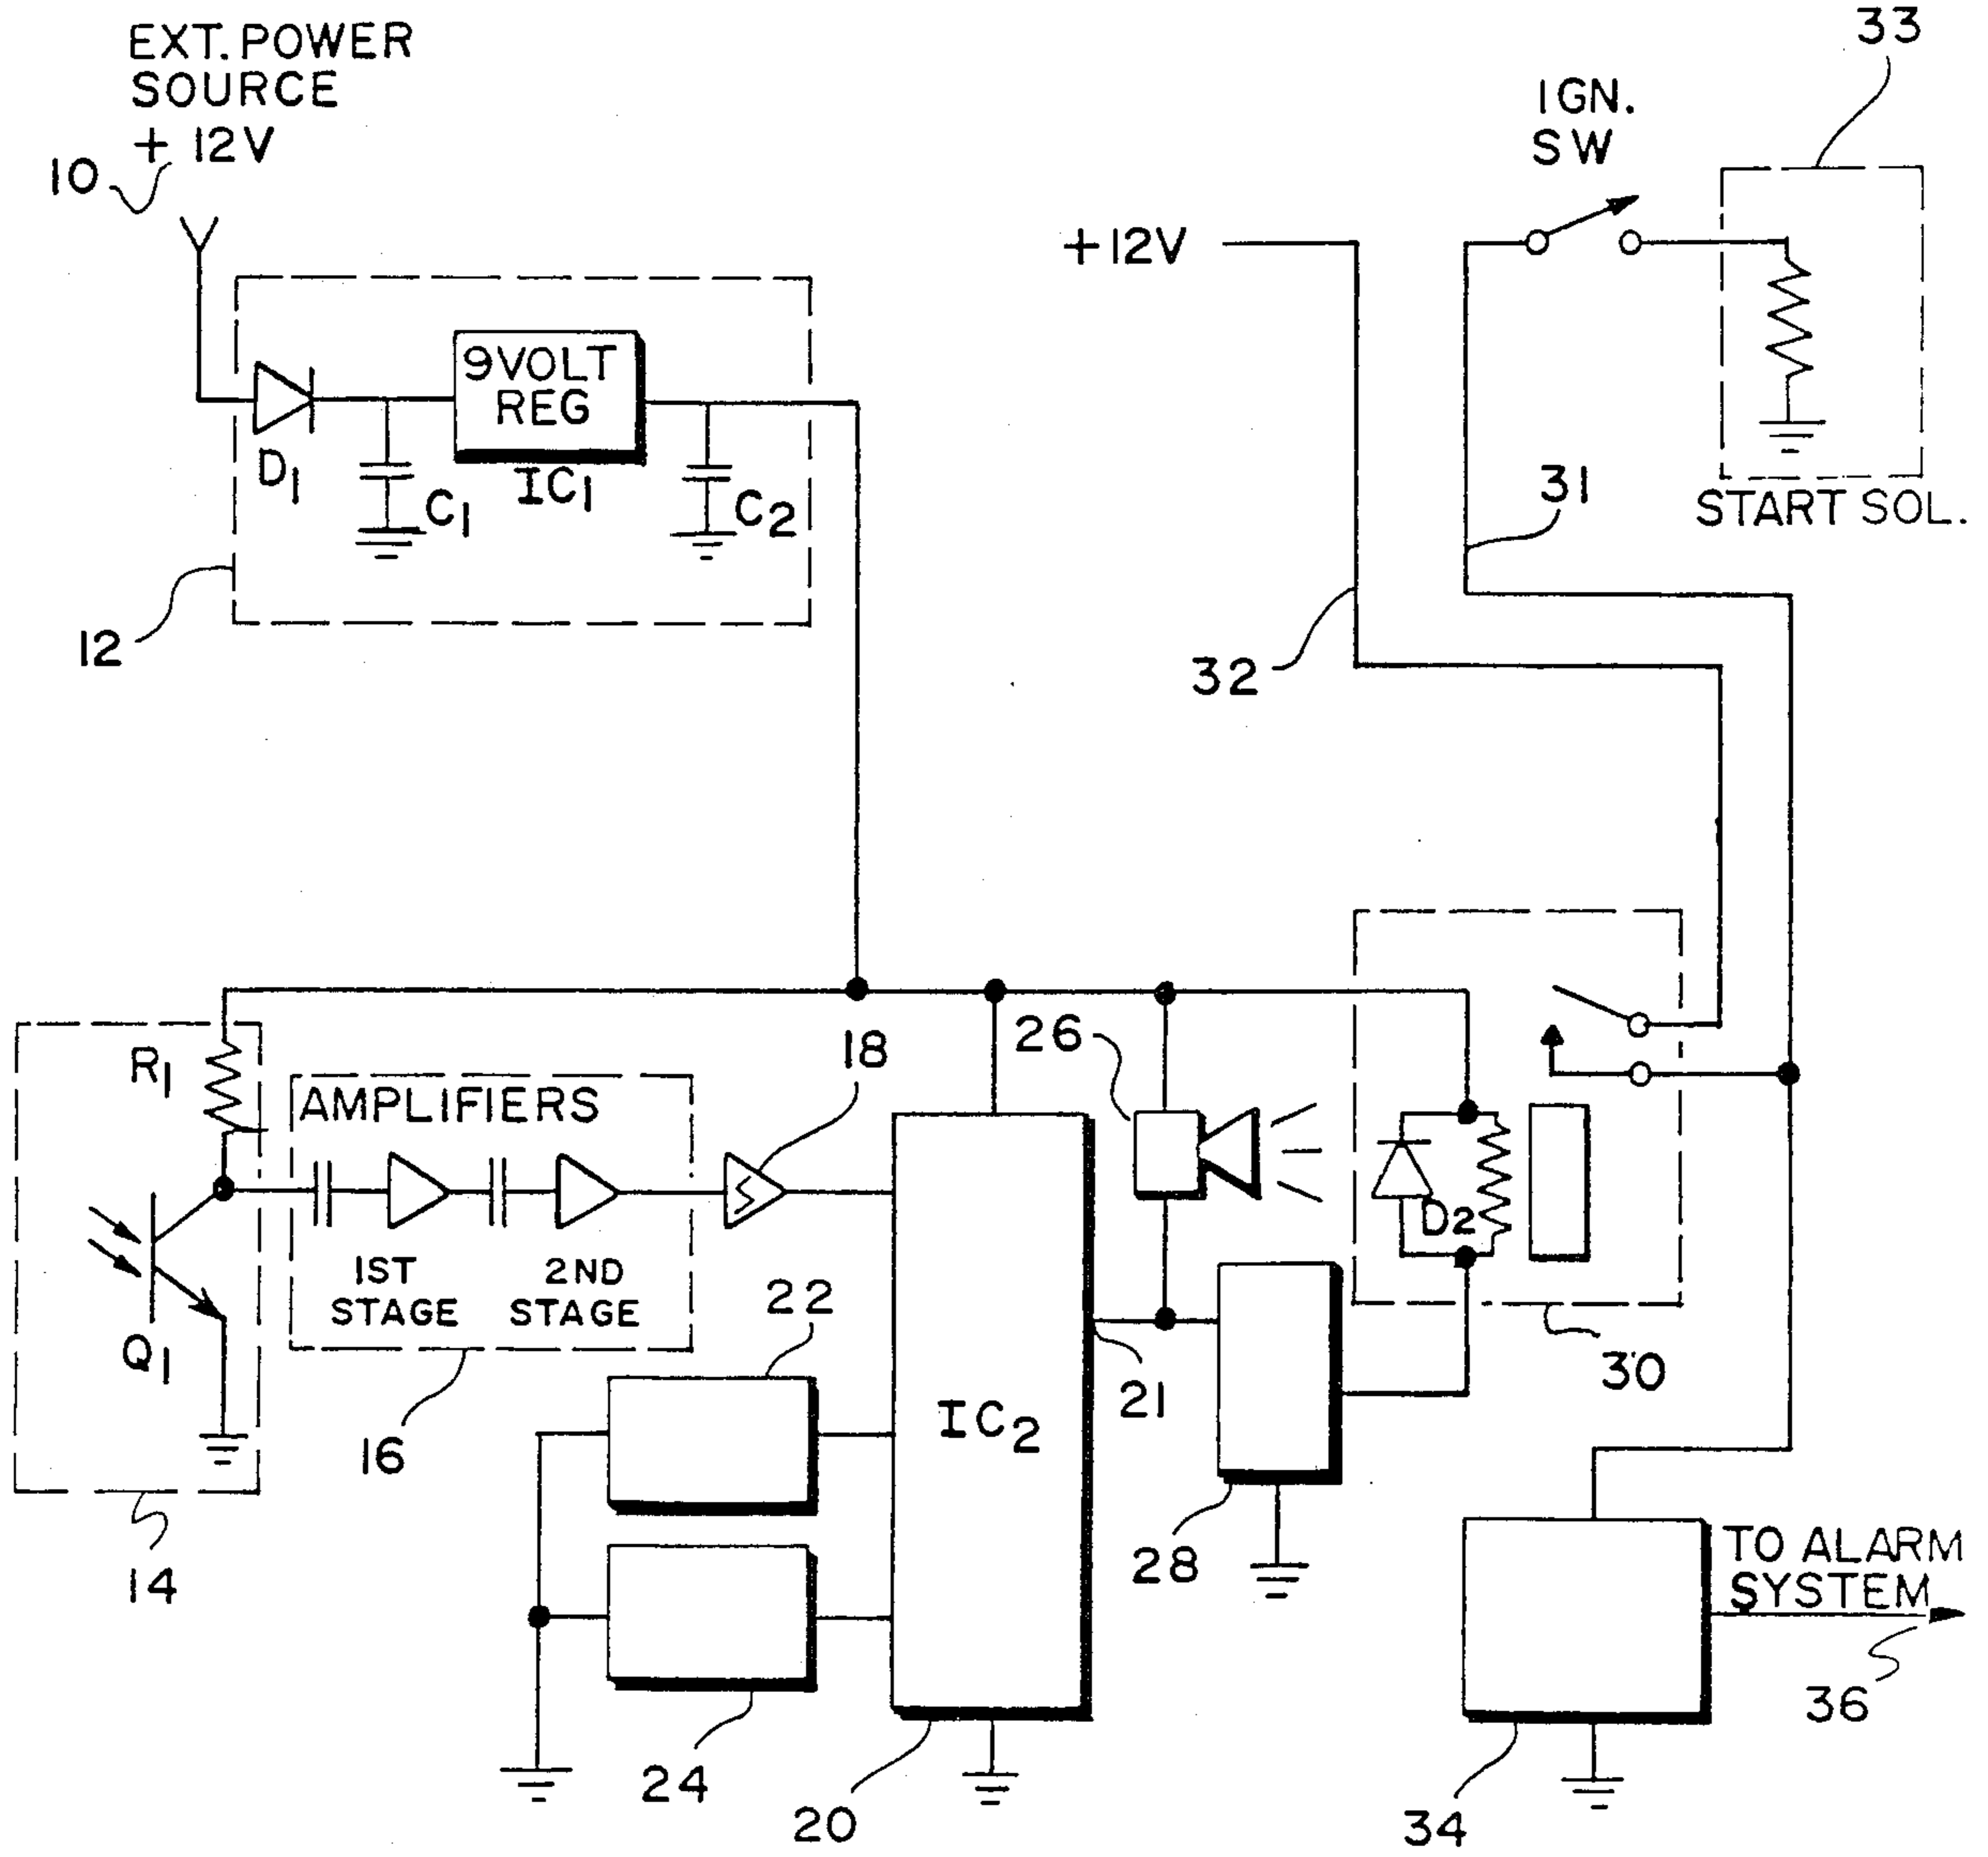 EXT. POWER
SOURCE
+ 12V
10
33
IGN.
SW
+12V
9VOLT
REG
D1
C1
IC1
C2
12
31
START SOL.
32
R1
AMPLIFIERS
18
26
1ST
STAGE
2ND
STAGE
Q1
D2
22
21
30
16
IC2
14
28
TO ALARM
SYSTEM
24
20
36
34